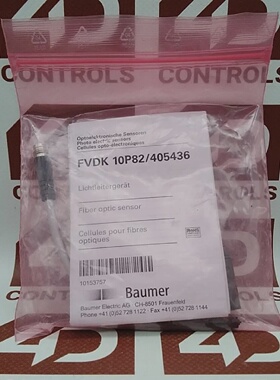 CONTROLS
CONTROLS
Optoelektronische Sensoren
Photo electric sensors
Cellules opto-electroniques
FVDK 10P82/405436
Lichtleitergerät
Fiber optic sensor
Cellules pour fibres
optiques
RoHS
10153757
Baumer
Baumer Electric AG CH-8501 Frauenfeld
Phone +41 (0)52 728 1122 Fax +41 (0)52 728 1144